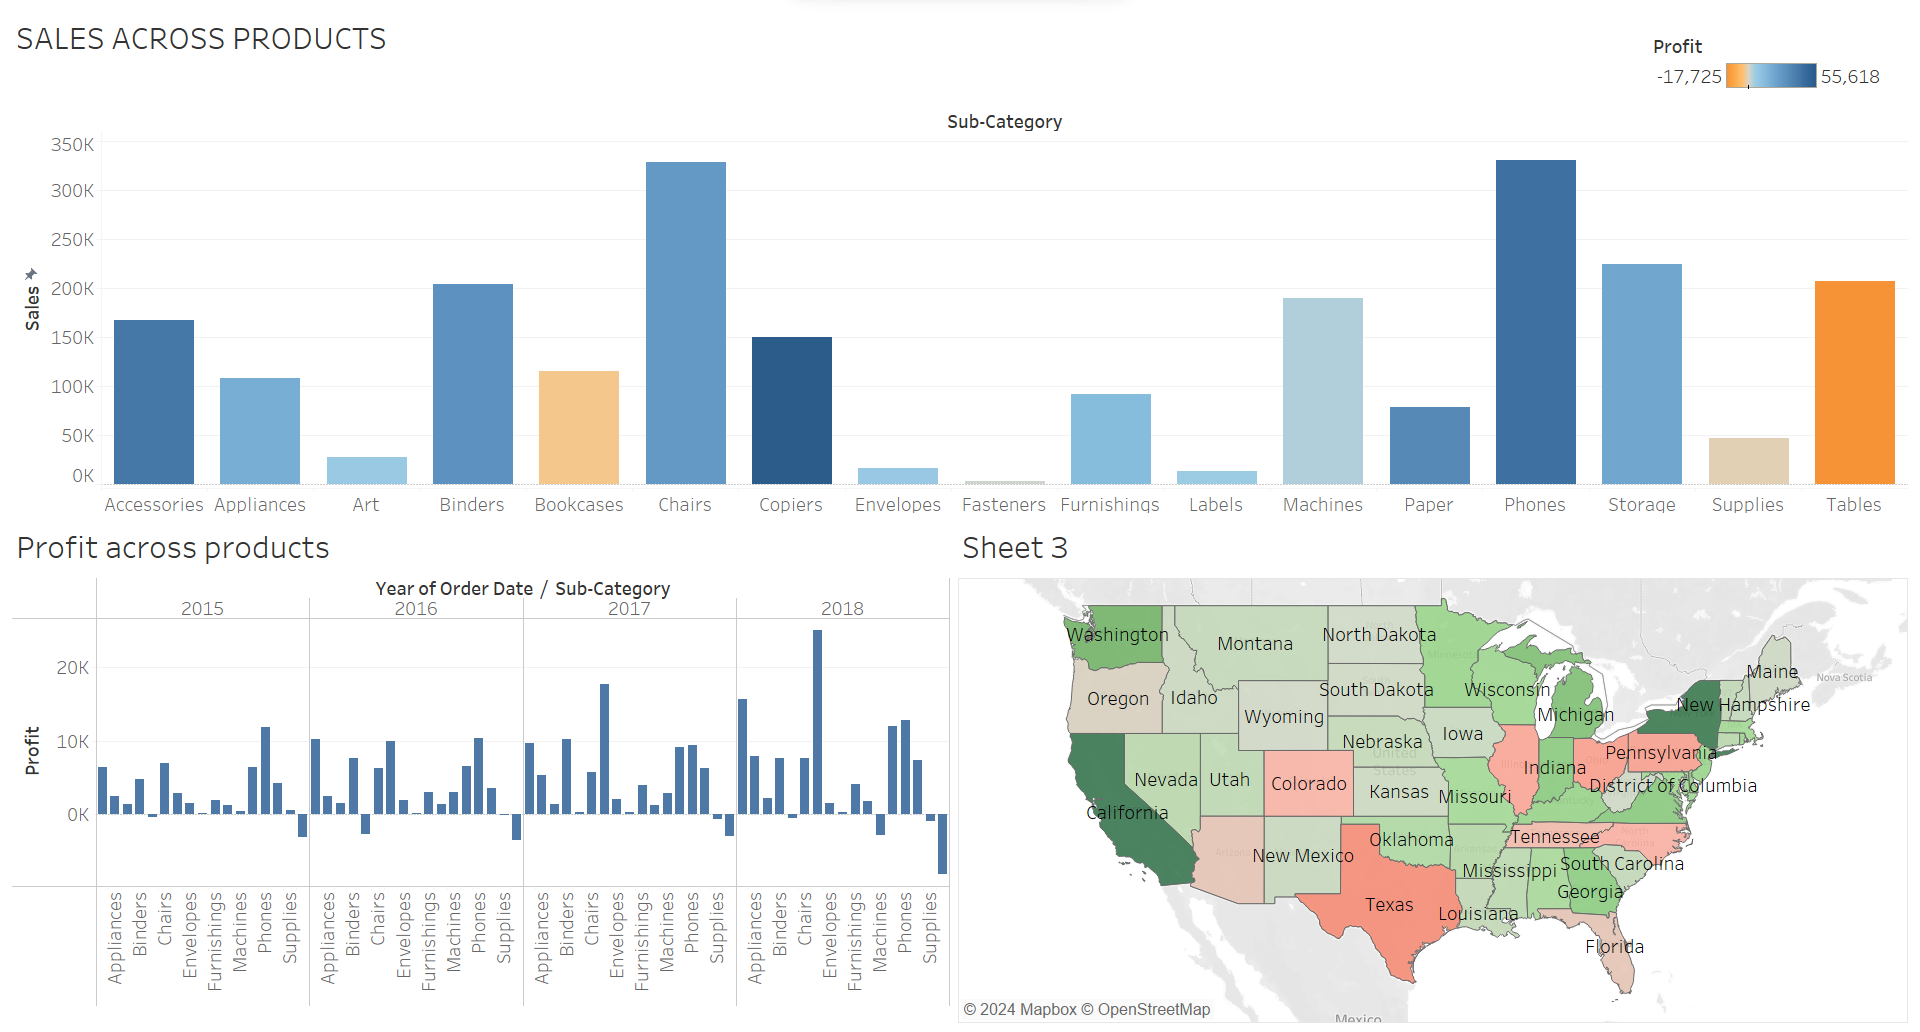 SALES ACROSS PRODUCTS
Profit
-17,725 55,618
Sub-Category
350K
300K
250K
200K
150K
100K
50K
0K
Sales
Accessories Appliances Art Binders Bookcases Chairs Copiers Envelopes Fasteners Furnishings Labels Machines Paper Phones Storage Supplies Tables
Profit across products
Year of Order Date / Sub-Category
2015 2016 2017 2018
20K
10K
0K
Profit
Appliances Binders Chairs Envelopes Furnishings Machines Phones Supplies Appliances Binders Chairs Envelopes Furnishings Machines Phones Supplies Appliances Binders Chairs Envelopes Furnishings Machines Phones Supplies Appliances Binders Chairs Envelopes Furnishings Machines Phones Supplies
Sheet 3
Washington
Montana
North Dakota
Oregon
Idaho
South Dakota
Wyoming
Wisconsin
Michigan
Maine
Nova Scotia
New Hampshire
Nebraska
Iowa
United
States
Pennsylvania
Nevada
Utah
Colorado
Kansas
Missouri
Indiana
District of Columbia
California
Oklahoma
Tennessee
North
Carolina
Arizona
New Mexico
Arkansas
Mississippi
South Carolina
Georgia
Texas
Louisiana
Florida
Mexico
© 2024 Mapbox © OpenStreetMap